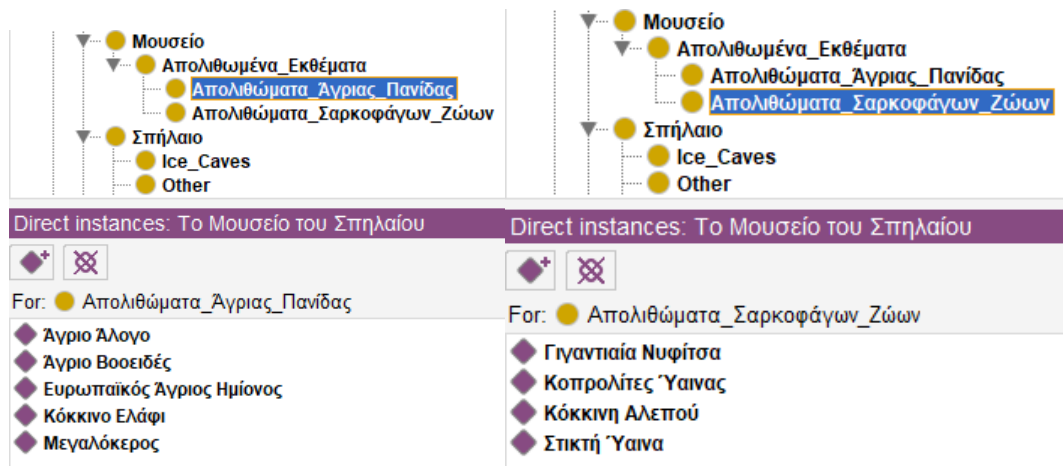 Μουσείο
Απολιθωμένα_Εκθέματα
Απολιθώματα_Άγριας_Πανίδας
Απολιθώματα_Σαρκοφάγων_Ζώων
Σπήλαιο
Ice_Caves
Other
Direct instances: Το Μουσείο του Σπηλαίου
For: Απολιθώματα_Άγριας_Πανίδας
Άγριο Άλογο
Άγριο Βοοειδές
Ευρωπαϊκός Άγριος Ημίονος
Κόκκινο Ελάφι
Μεγαλόκερος
Μουσείο
Απολιθωμένα_Εκθέματα
Απολιθώματα_Άγριας_Πανίδας
Απολιθώματα_Σαρκοφάγων_Ζώων
Σπήλαιο
Ice_Caves
Other
Direct instances: Το Μουσείο του Σπηλαίου
For: Απολιθώματα_Σαρκοφάγων_Ζώων
Γιγαντιαία Νυφίτσα
Κοπρολίτες Ύαινας
Κόκκινη Αλεπού
Στικτή Ύαινα